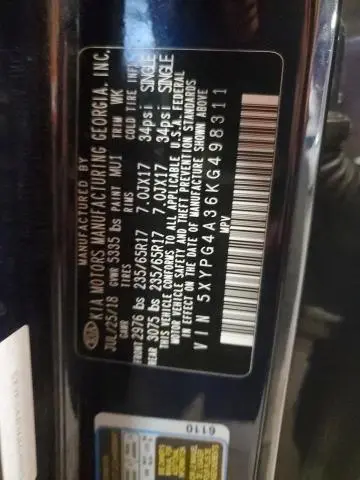 MANUFACTURED BY
KIA MOTORS MANUFACTURING GEORGIA, INC.
JUL/25/18 GVWR 5335 lbs PAINT MU1 TRIM WK
GAWR TIRES RIMS COLD TIRE INFL
FRONT 2976 lbs 235/65R17 7.0JX17 34psi SINGLE
REAR 3075 lbs 235/65R17 7.0JX17 34psi SINGLE
THIS VEHICLE CONFORMS TO ALL APPLICABLE U.S.A. FEDERAL
MOTOR VEHICLE SAFETY AND THEFT PREVENTION STANDARDS
IN EFFECT ON THE DATE OF MANUFACTURE SHOWN ABOVE
VIN 5XYPG4A36KG498311
MPV
6110